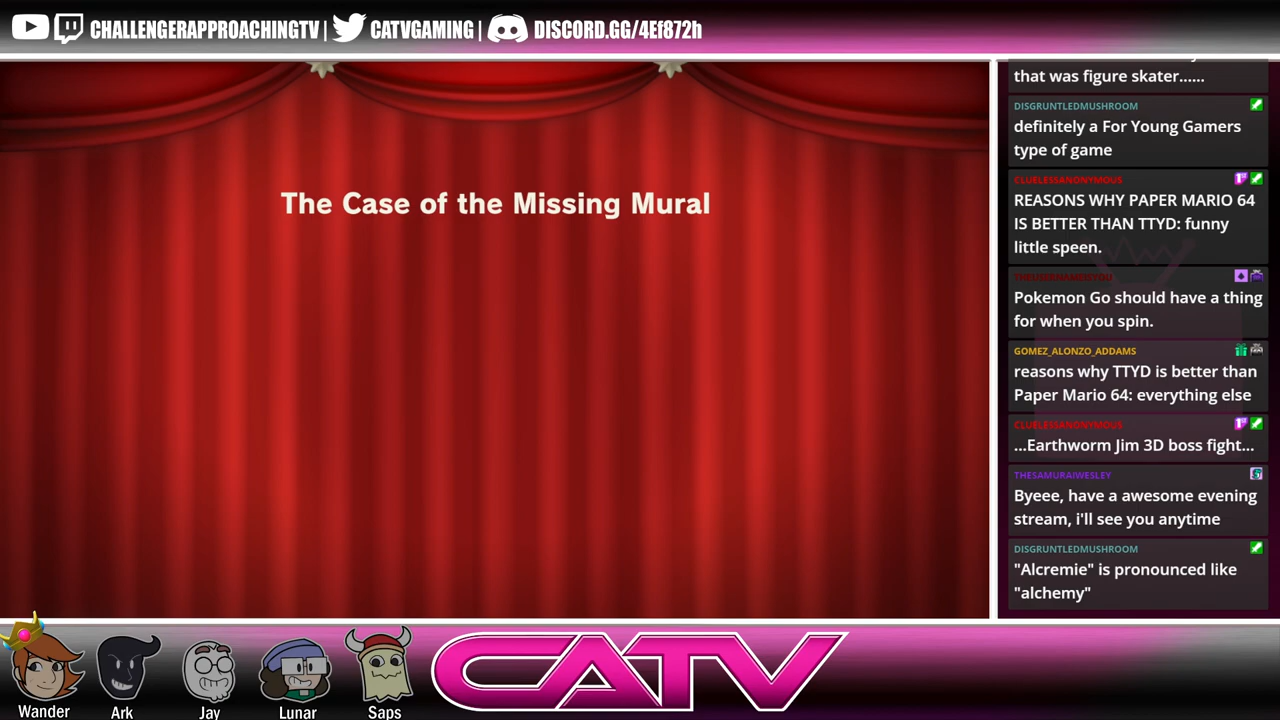 CHALLENGERAPPROACHINGTV | CATVGAMING | DISCORD.GG/4Ef872h
The Case of the Missing Mural
that was figure skater......
DISGRUNTLEDMUSHROOM
definitely a For Young Gamers
type of game
CLUELESSANONYMOUS
REASONS WHY PAPER MARIO 64
IS BETTER THAN TTYD: funny
little speen.
THEUSERNAMEISYOU
Pokemon Go should have a thing
for when you spin.
GOMEZ_ALONZO_ADDAMS
reasons why TTYD is better than
Paper Mario 64: everything else
CLUELESSANONYMOUS
...Earthworm Jim 3D boss fight...
THESAMURAIWESLEY
Byeee, have a awesome evening
stream, i'll see you anytime
DISGRUNTLEDMUSHROOM
"Alcremie" is pronounced like
"alchemy"
Wander
Ark
Jay
Lunar
Saps
CATV